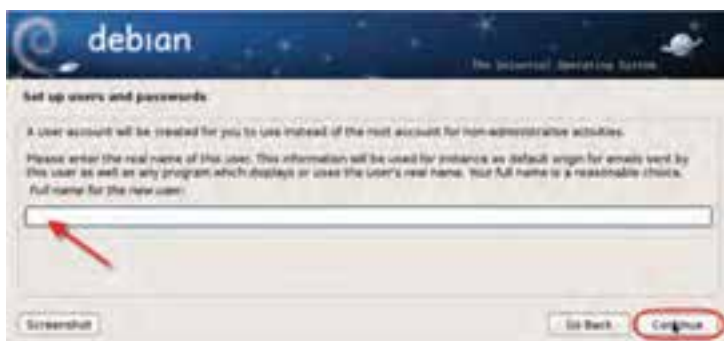 debian
The Universal Operating System
Set up users and passwords
A user account will be created for you to use instead of the root account for non-administrative activities.
Please enter the real name of this user. This information will be used for instance as default origin for emails sent by
this user as well as any program which displays or uses the user's real name. Your full name is a reasonable choice.
Full name for the new user:
Screenshot
Go Back
Continue